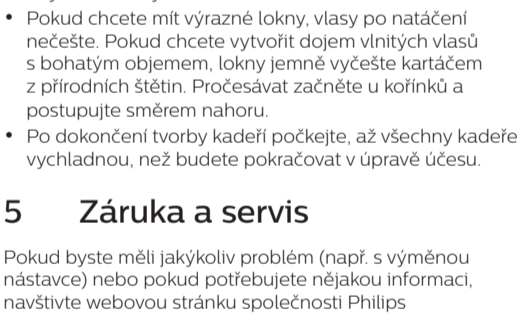 • Pokud chcete mít výrazné lokny, vlasy po natáčení
nečešte. Pokud chcete vytvořit dojem vlnitých vlasů
s bohatým objemem, lokny jemně vyčešte kartáčem
z přírodních štětin. Pročesávat začněte u kořínků a
postupujte směrem nahoru.
• Po dokončení tvorby kadeří počkejte, až všechny kadeře
vychladnou, než budete pokračovat v úpravě účesu.
5 Záruka a servis
Pokud byste měli jakýkoliv problém (např. s výměnou
nástavce) nebo pokud potřebujete nějakou informaci,
navštivte webovou stránku společnosti Philips